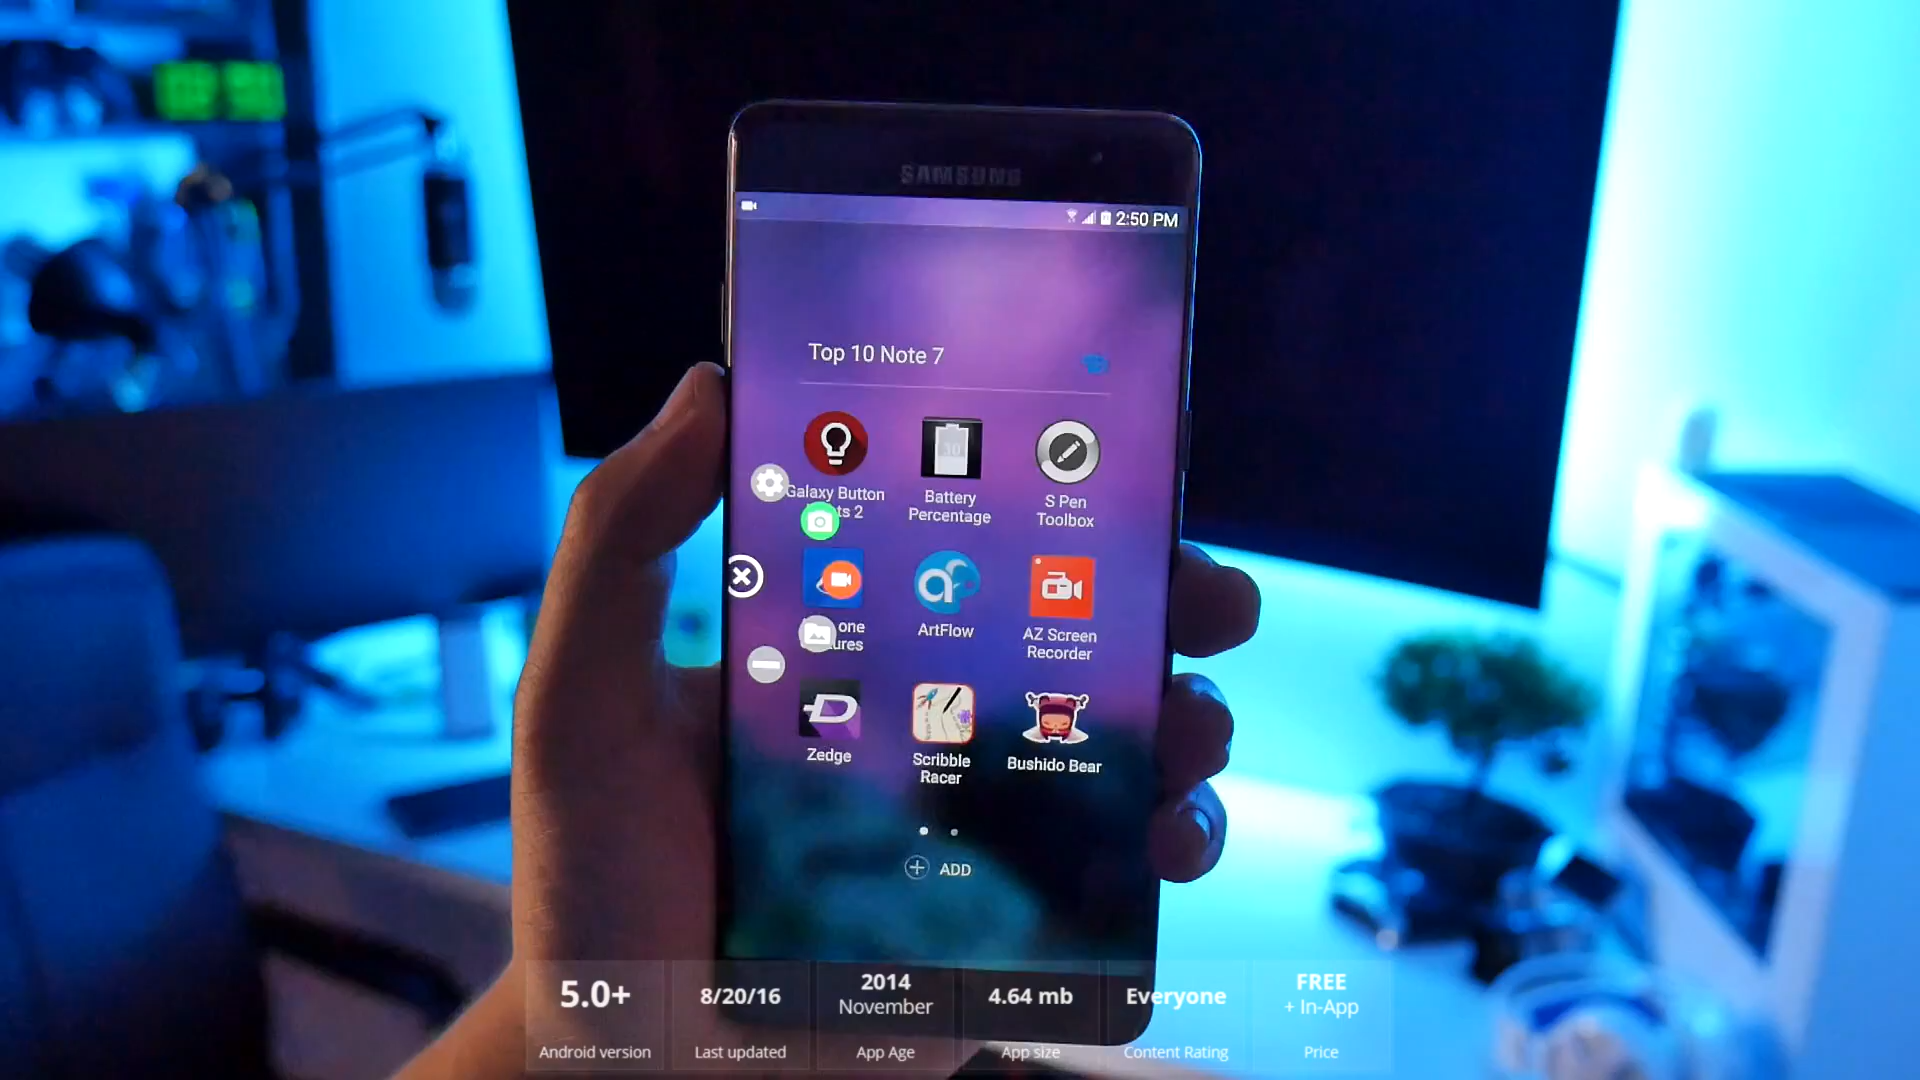 SAMSUNG
2:50 PM
Top 10 Note 7
Galaxy Button
ts 2
Battery
Percentage
S Pen
Toolbox
one
ures
ArtFlow
AZ Screen
Recorder
Zedge
Scribble
Racer
Bushido Bear
ADD
5.0+
Android version
8/20/16
Last updated
2014
November
App Age
4.64 mb
App size
Everyone
Content Rating
FREE
+ In-App
Price